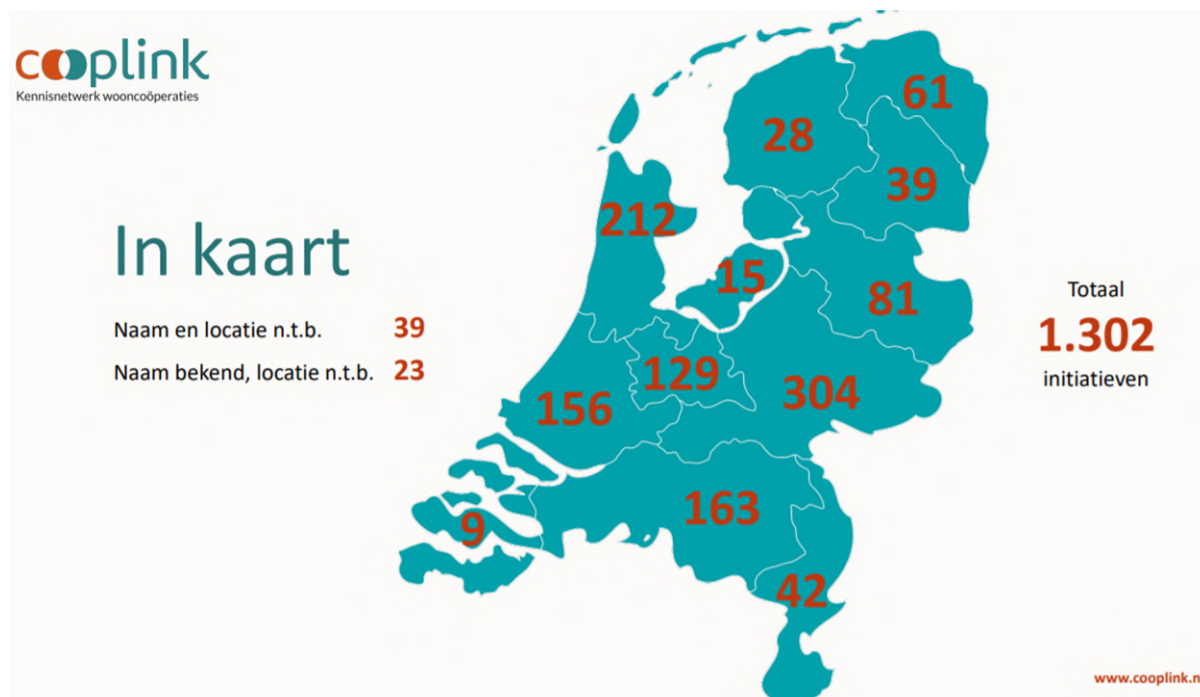 cooplink
Kennisnetwerk wooncoöperaties
In kaart
Naam en locatie n.t.b. 39
Naam bekend, locatie n.t.b. 23
61
28
39
212
15
81
129
304
156
163
9
42
Totaal
1.302
initiatieven
www.cooplink.n